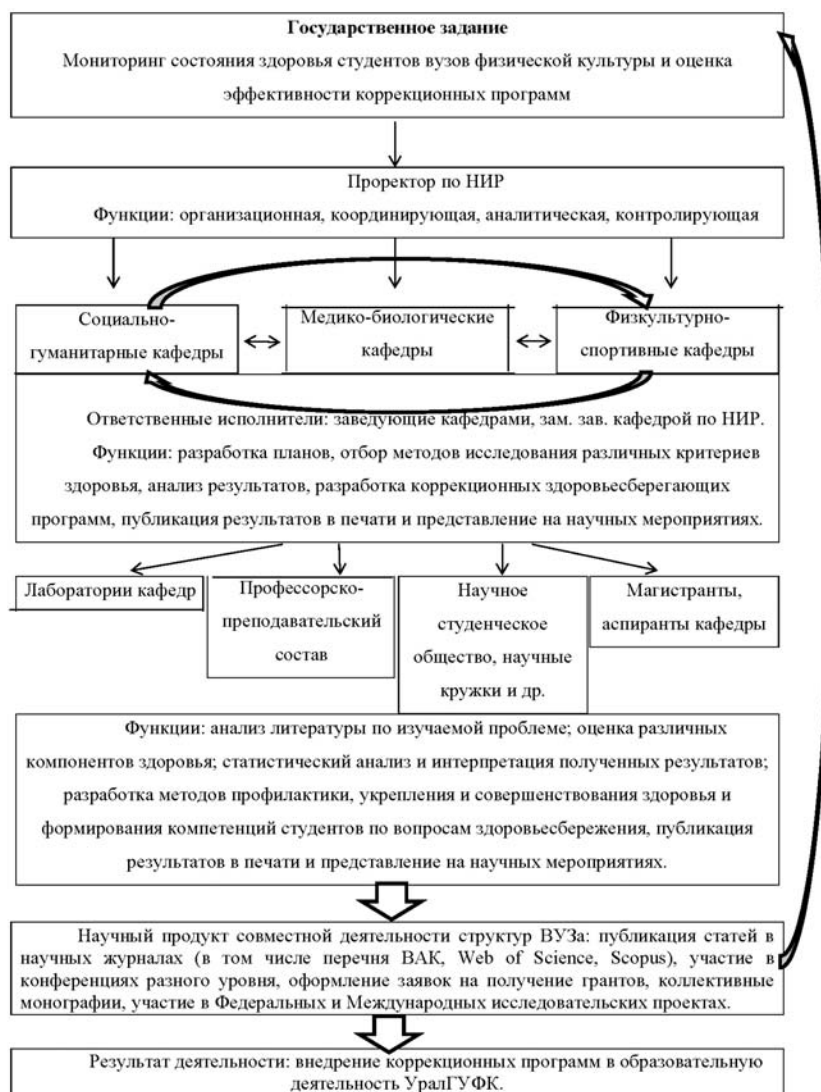 Государственное задание
Мониторинг состояния здоровья студентов вузов физической культуры и оценка
эффективности коррекционных программ
Проректор по НИР
Функции: организационная, координирующая, аналитическая, контролирующая
Социально-
гуманитарные кафедры
Медико-биологические
кафедры
Физкультурно-
спортивные кафедры
Ответственные исполнители: заведующие кафедрами, зам. зав. кафедрой по НИР.
Функции: разработка планов, отбор методов исследования различных критериев
здоровья, анализ результатов, разработка коррекционных здоровьесберегающих
программ, публикация результатов в печати и представление на научных мероприятиях.
Лаборатории кафедр
Профессорско-
преподавательский
состав
Научное
студенческое
общество, научные
кружки и др.
Магистранты,
аспиранты кафедры
Функции: анализ литературы по изучаемой проблеме; оценка различных
компонентов здоровья; статистический анализ и интерпретация полученных результатов;
разработка методов профилактики, укрепления и совершенствования здоровья и
формирования компетенций студентов по вопросам здоровьесбережения, публикация
результатов в печати и представление на научных мероприятиях.
Научный продукт совместной деятельности структур ВУЗа: публикация статей в
научных журналах (в том числе перечня ВАК, Web of Science, Scopus), участие в
конференциях разного уровня, оформление заявок на получение грантов, коллективные
монографии, участие в Федеральных и Международных исследовательских проектах.
Результат деятельности: внедрение коррекционных программ в образовательную
деятельность УралГУФК.